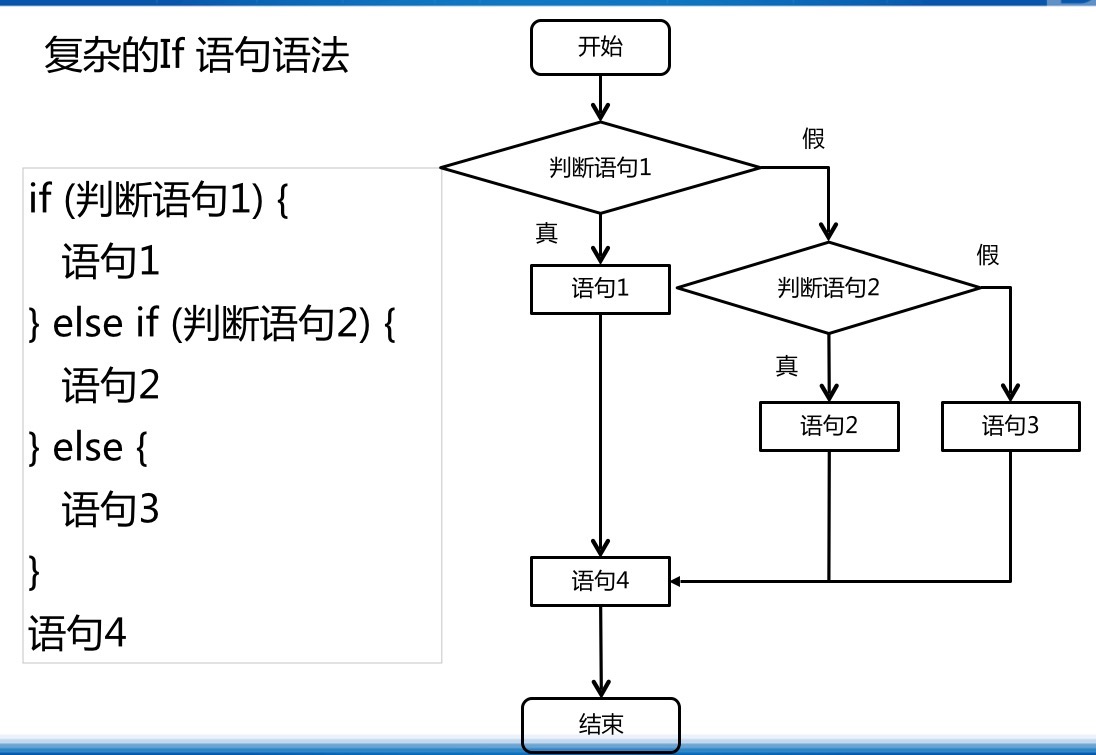 复杂的If 语句语法
if (判断语句1) {
语句1
} else if (判断语句2) {
语句2
} else {
语句3
}
语句4
开始
判断语句1
假
真
语句1
判断语句2
假
真
语句2
语句3
语句4
结束